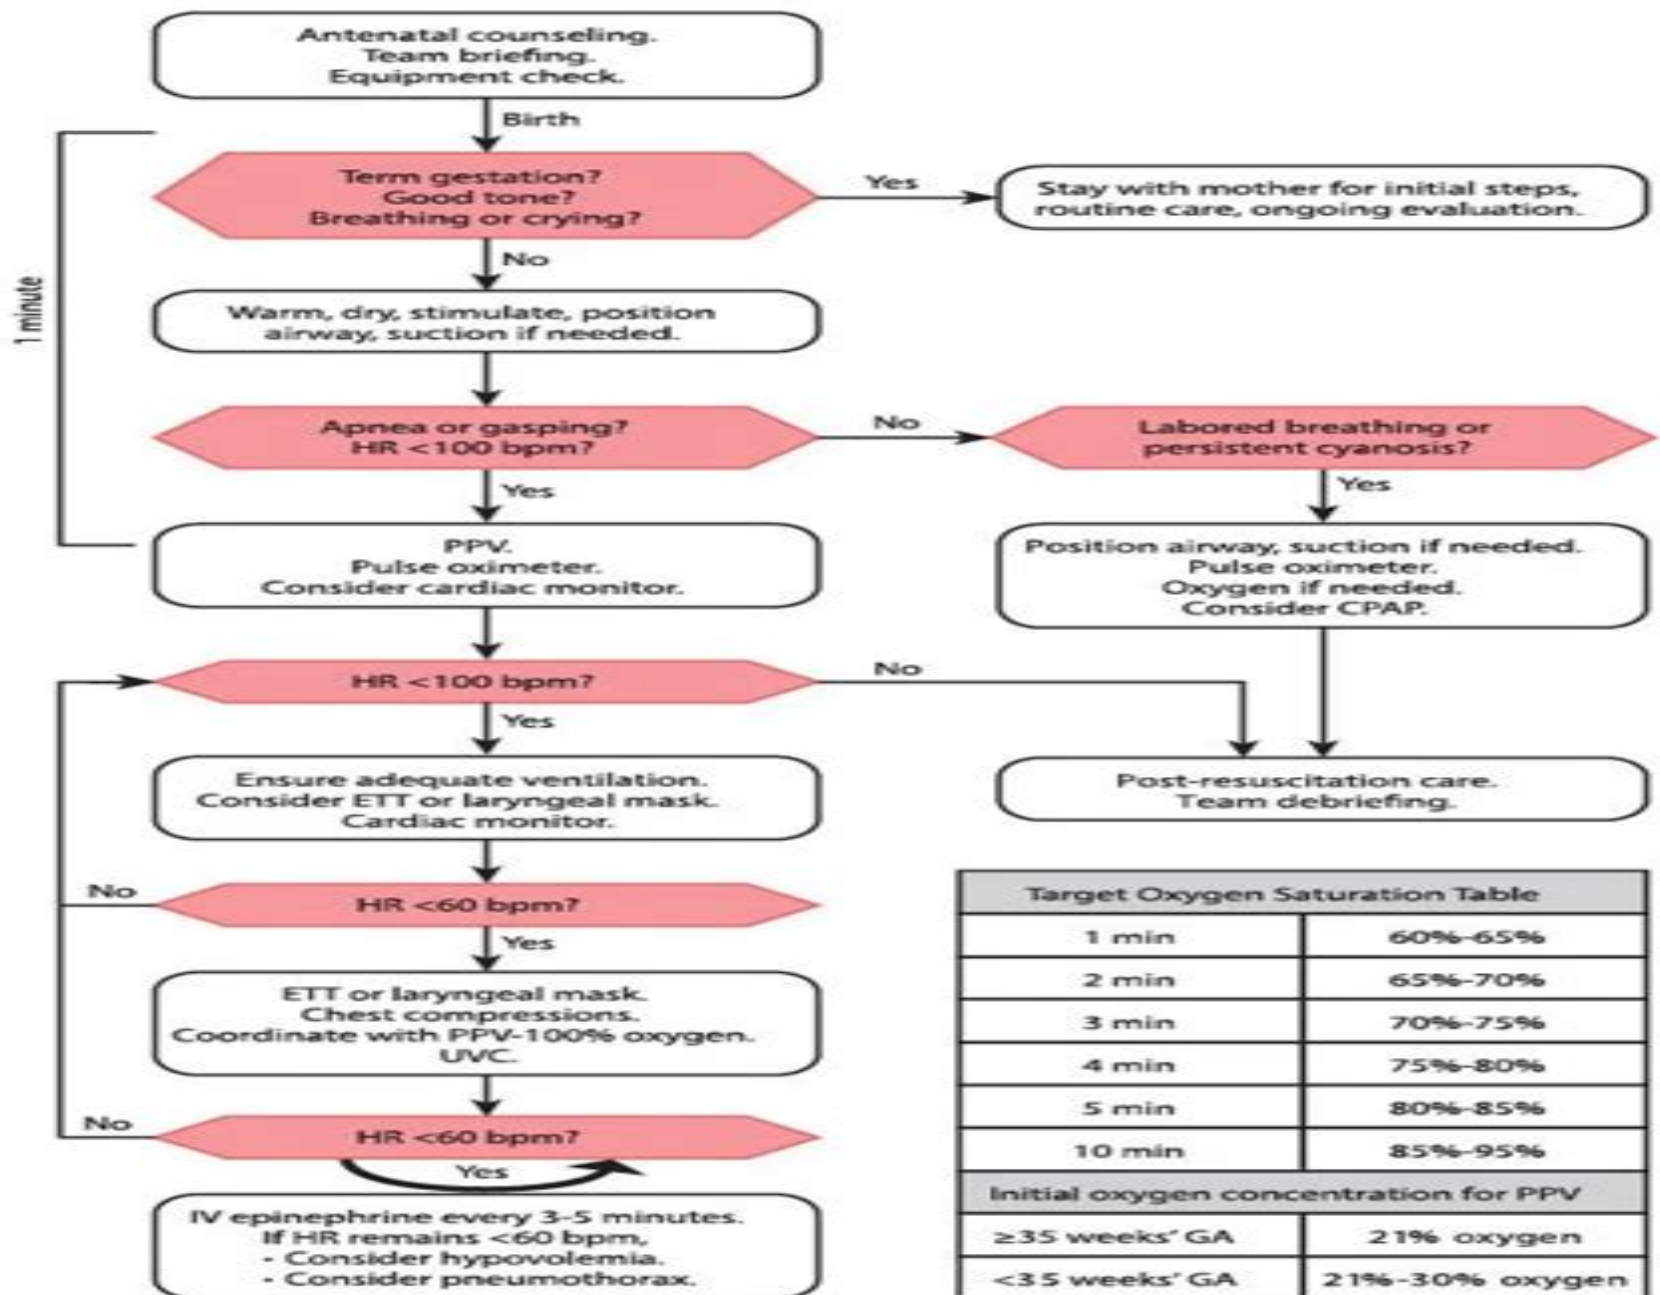 Antenatal counseling.
Team briefing.
Equipment check.
Birth
1 minute
Term gestation?
Good tone?
Breathing or crying?
Yes
Stay with mother for initial steps,
routine care, ongoing evaluation.
No
Warm, dry, stimulate, position
airway, suction if needed.
Apnea or gasping?
HR <100 bpm?
No
Labored breathing or
persistent cyanosis?
Yes
Yes
PPV.
Pulse oximeter.
Consider cardiac monitor.
Position airway, suction if needed.
Pulse oximeter.
Oxygen if needed.
Consider CPAP.
HR <100 bpm?
No
Yes
Ensure adequate ventilation.
Consider ETT or laryngeal mask.
Cardiac monitor.
Post-resuscitation care.
Team debriefing.
No
HR <60 bpm?
Yes
ETT or laryngeal mask.
Chest compressions.
Coordinate with PPV-100% oxygen.
UVC.
No
HR <60 bpm?
Yes
IV epinephrine every 3-5 minutes.
If HR remains <60 bpm,
- Consider hypovolemia.
- Consider pneumothorax.
Target Oxygen Saturation Table
1 min 60%-65%
2 min 65%-70%
3 min 70%-75%
4 min 75%-80%
5 min 80%-85%
10 min 85%-95%
Initial oxygen concentration for PPV
≥35 weeks' GA 21% oxygen
<35 weeks' GA 21%-30% oxygen